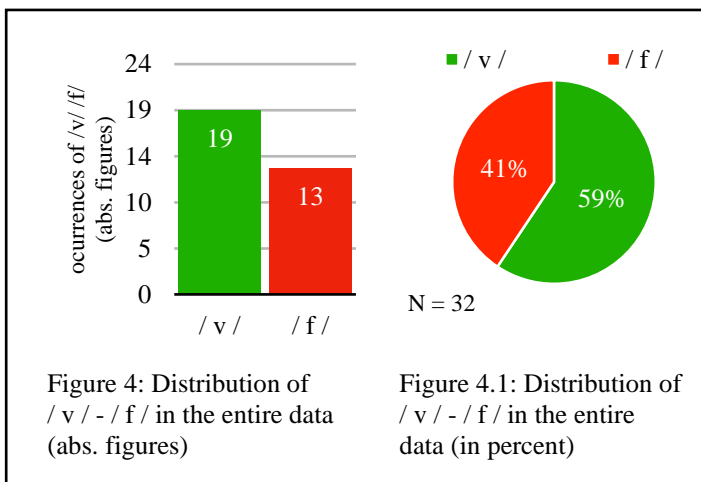 ocurrences of /v/ /f/
(abs. figures)
24
19
14
10
5
0
19
13
/ v /
/ f /
/ v /
/ f /
41%
59%
N = 32
Figure 4: Distribution of
/ v / - / f / in the entire data
(abs. figures)
Figure 4.1: Distribution of
/ v / - / f / in the entire
data (in percent)